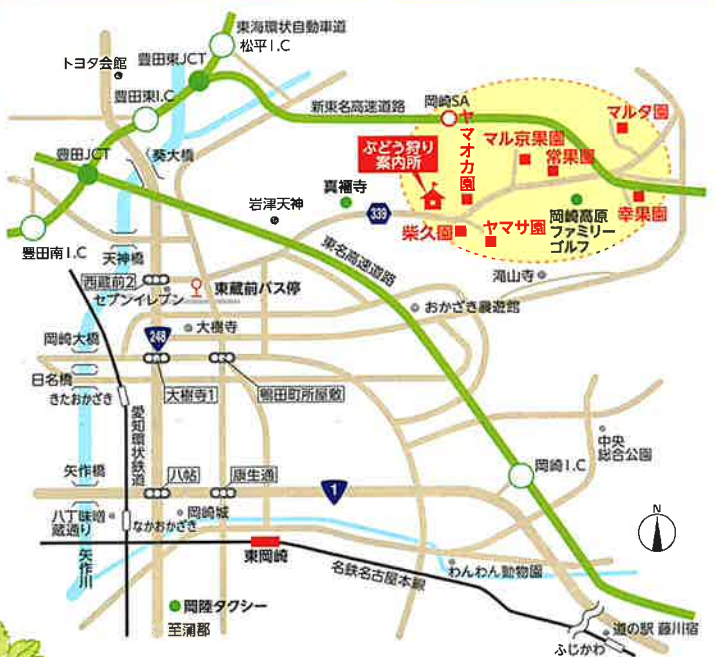 東海環状自動車道
松平I.C
豊田東JCT
トヨタ会館
豊田東I.C
新東名高速道路
岡崎SA
マルタ園
ヤマオカ園
マル京果園
常果園
ぶどう狩り
案内所
豊田JCT
葵大橋
真福寺
岩津天神
339
柴久園
ヤマサ園
岡崎高原
ファミリー
ゴルフ
幸果園
豊田南I.C
天神橋
東名高速道路
滝山寺
西蔵前2
セブンイレブン
東蔵前バス停
おかざき農遊館
岡崎大橋
248
大樹寺
日名橋
きたおかざき
大樹寺1
鴨田町所屋敷
愛知環状鉄道
中央
総合公園
岡崎I.C
矢作橋
八帖
康生通
1
N
八丁味噌
蔵通り
なかおかざき
岡崎城
東岡崎
矢作川
名鉄名古屋本線
わんわん動物園
岡陸タクシー
至蒲郡
道の駅 藤川宿
ふじかわ